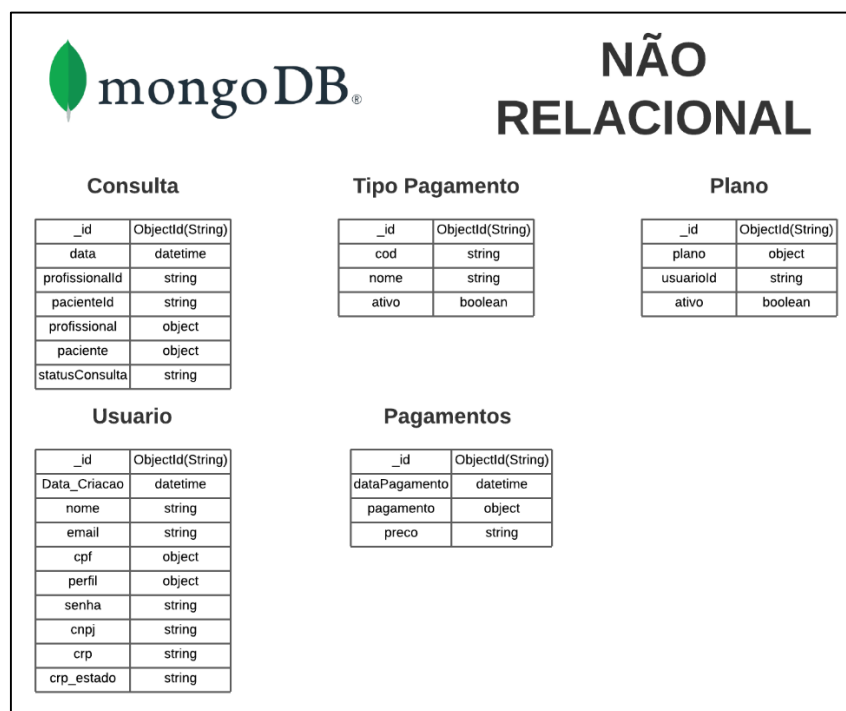 mongoDB®
NÃO
RELACIONAL
Consulta
_id ObjectId(String)
data datetime
profissionalId string
pacienteId string
profissional object
paciente object
statusConsulta string
Tipo Pagamento
_id ObjectId(String)
cod string
nome string
ativo boolean
Plano
_id ObjectId(String)
plano object
usuarioId string
ativo boolean
Usuario
_id ObjectId(String)
Data_Criacao datetime
nome string
email string
cpf object
perfil object
senha string
cnpj string
crp string
crp_estado string
Pagamentos
_id ObjectId(String)
dataPagamento datetime
pagamento object
preco string